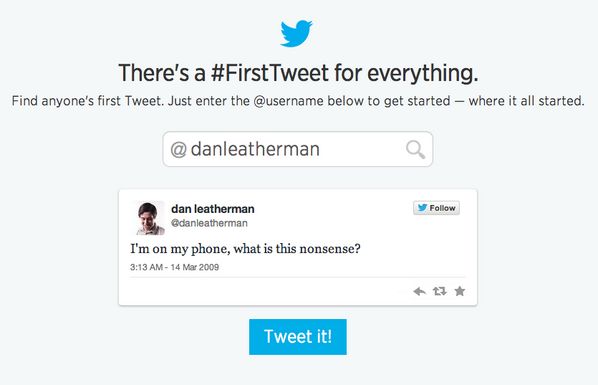 There's a #FirstTweet for everything.
Find anyone's first Tweet. Just enter the @username below to get started — where it all started.
@ danleatherman
dan leatherman
Follow
@danleatherman
I'm on my phone, what is this nonsense?
3:13 AM - 14 Mar 2009
Tweet it!